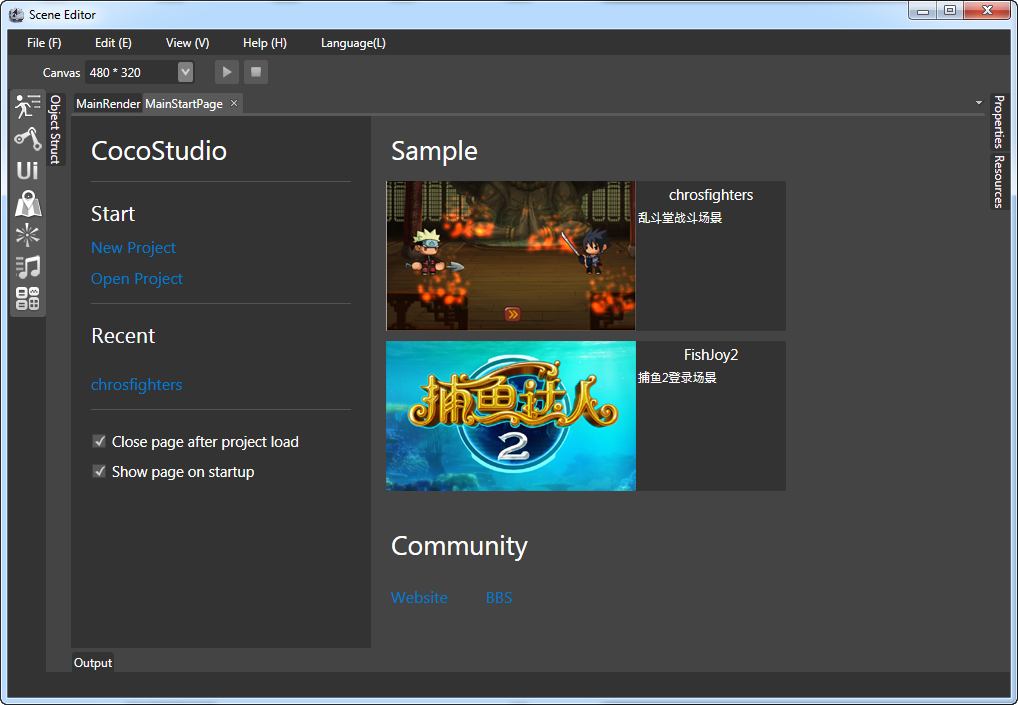 Scene Editor
File (F) Edit (E) View (V) Help (H) Language(L)
Canvas 480 * 320
Ui
Object Struct
MainRender MainStartPage
Properties
Resources
CocoStudio
Start
New Project
Open Project
Recent
chrosfighters
Close page after project load
Show page on startup
Sample
chrosfighters
乱斗堂战斗场景
捕鱼达人
2
FishJoy2
捕鱼2登录场景
Community
Website BBS
Output